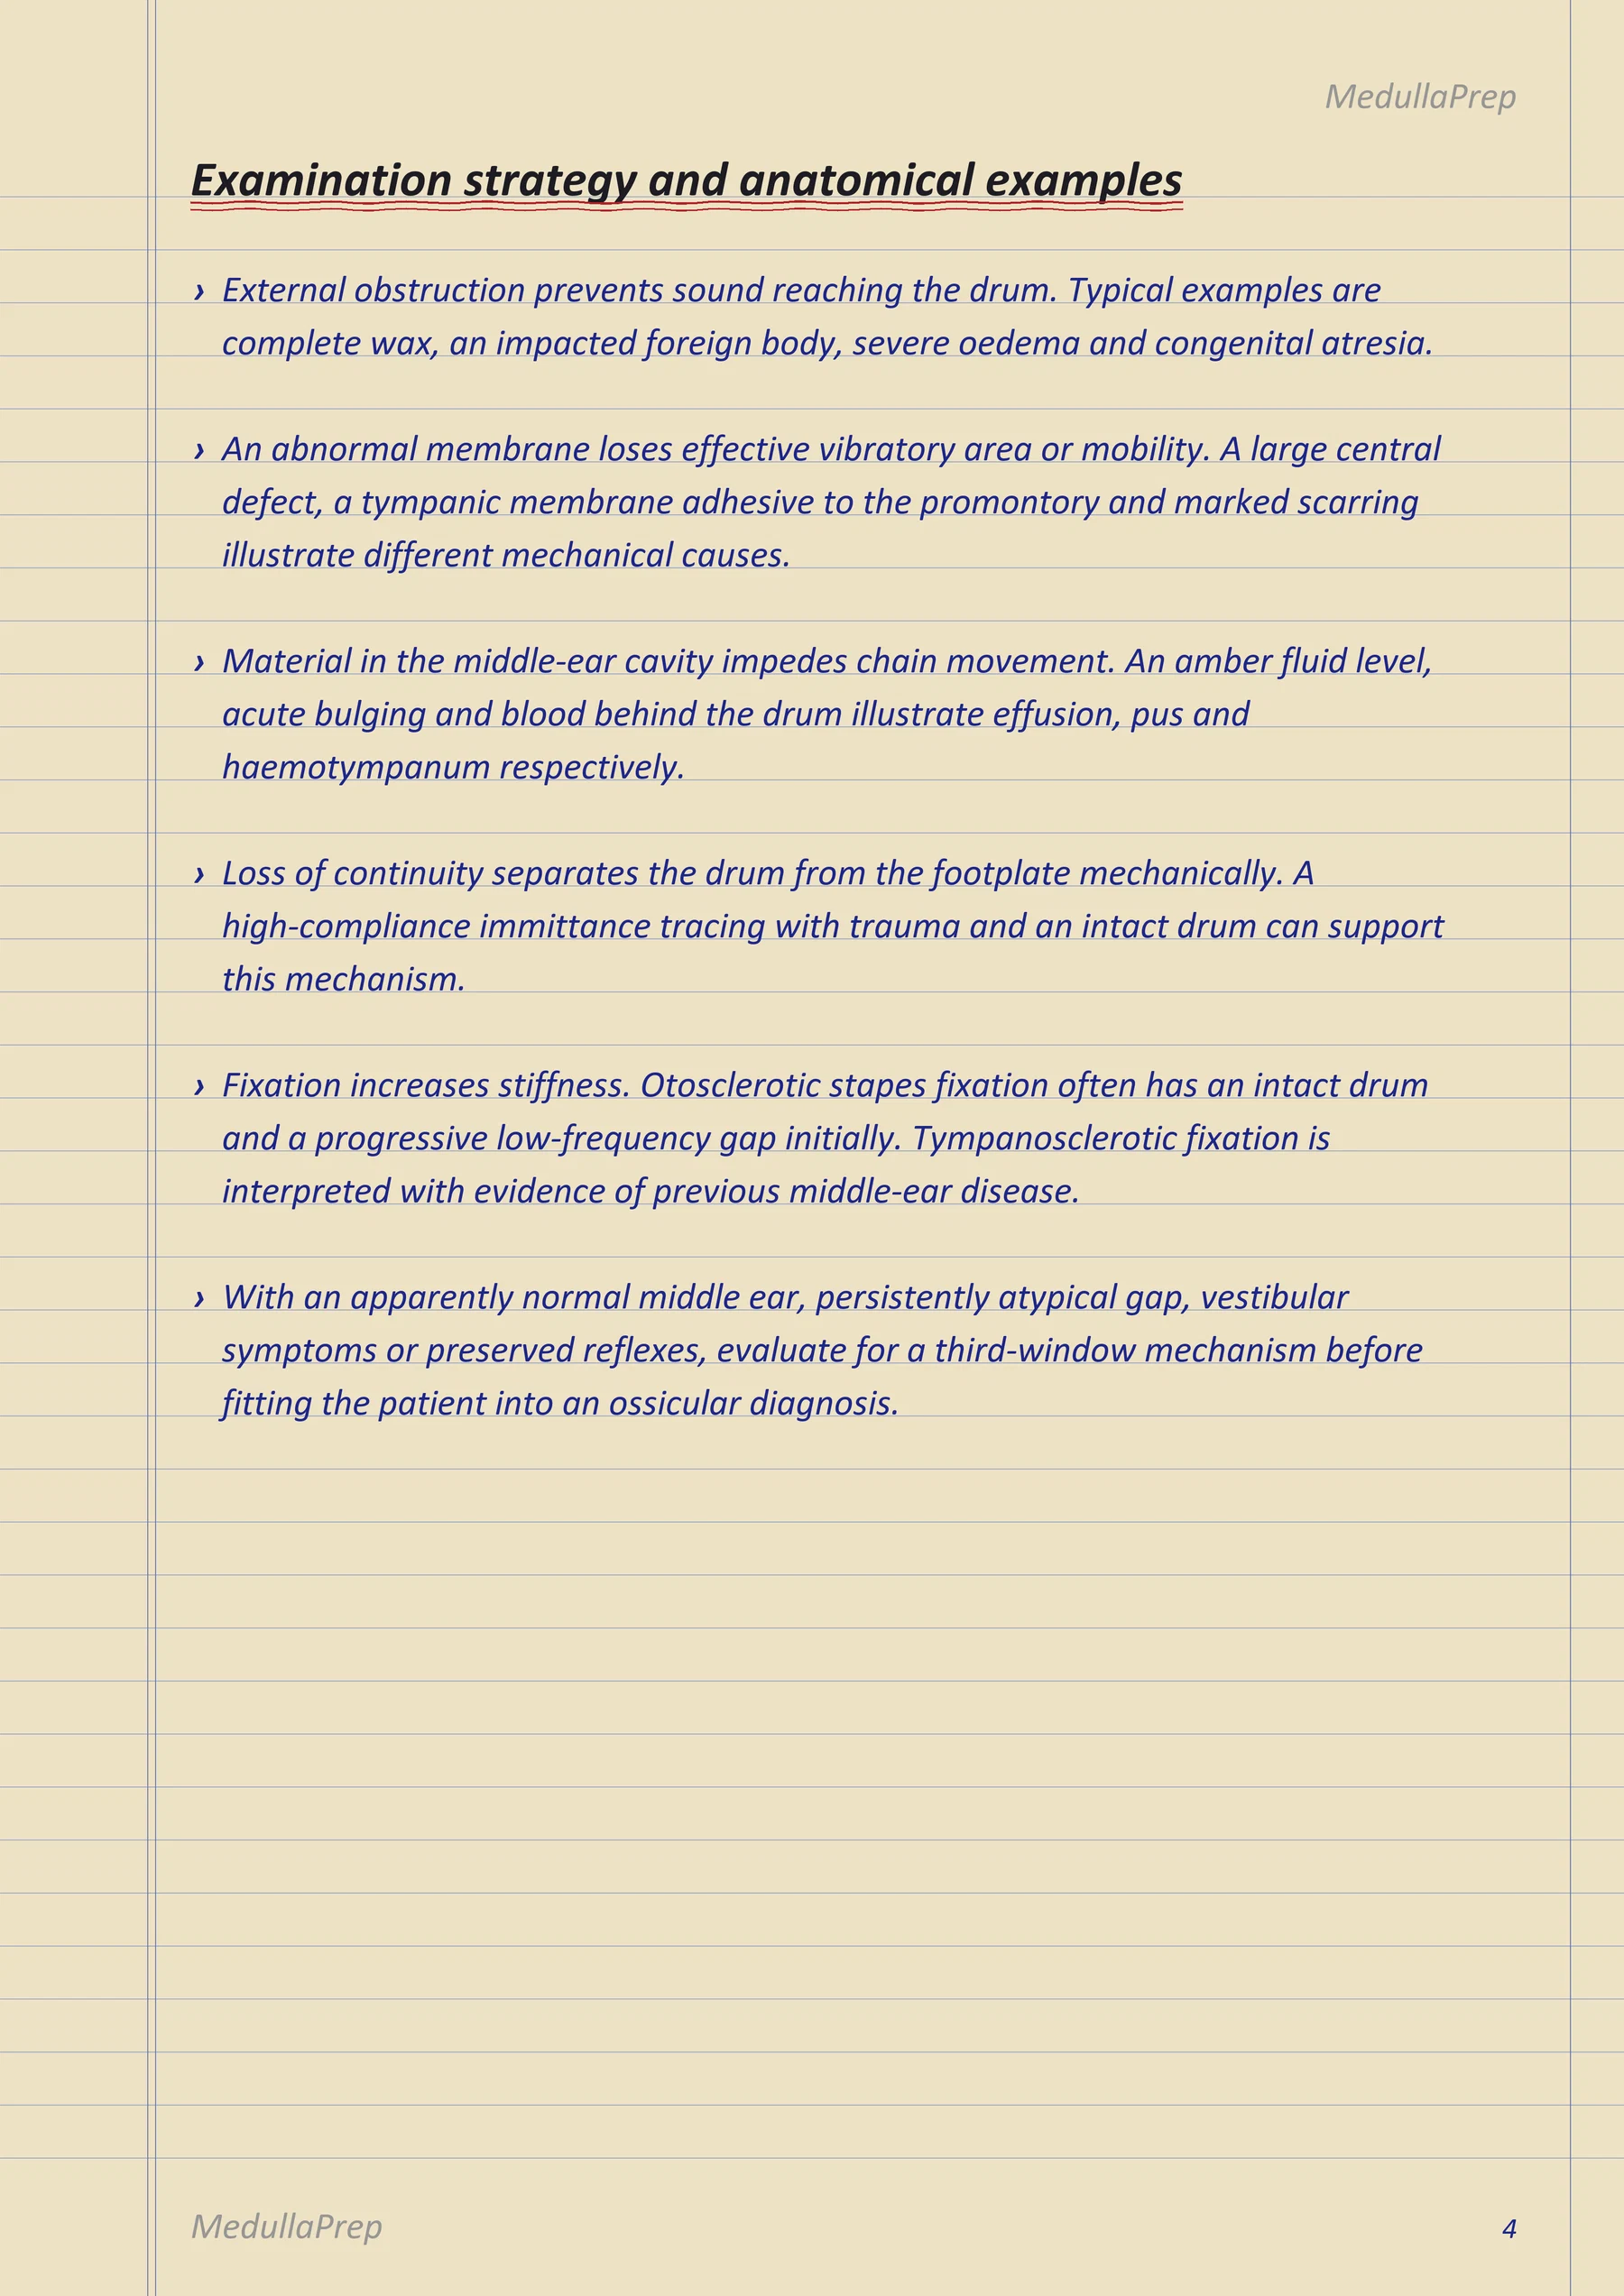 MedullaPrep
Examination strategy and anatomical examples
› External obstruction prevents sound reaching the drum. Typical examples are
complete wax, an impacted foreign body, severe oedema and congenital atresia.
› An abnormal membrane loses effective vibratory area or mobility. A large central
defect, a tympanic membrane adhesive to the promontory and marked scarring
illustrate different mechanical causes.
› Material in the middle-ear cavity impedes chain movement. An amber fluid level,
acute bulging and blood behind the drum illustrate effusion, pus and
haemotympanum respectively.
› Loss of continuity separates the drum from the footplate mechanically. A
high-compliance immittance tracing with trauma and an intact drum can support
this mechanism.
› Fixation increases stiffness. Otosclerotic stapes fixation often has an intact drum
and a progressive low-frequency gap initially. Tympanosclerotic fixation is
interpreted with evidence of previous middle-ear disease.
› With an apparently normal middle ear, persistently atypical gap, vestibular
symptoms or preserved reflexes, evaluate for a third-window mechanism before
fitting the patient into an ossicular diagnosis.
MedullaPrep
4